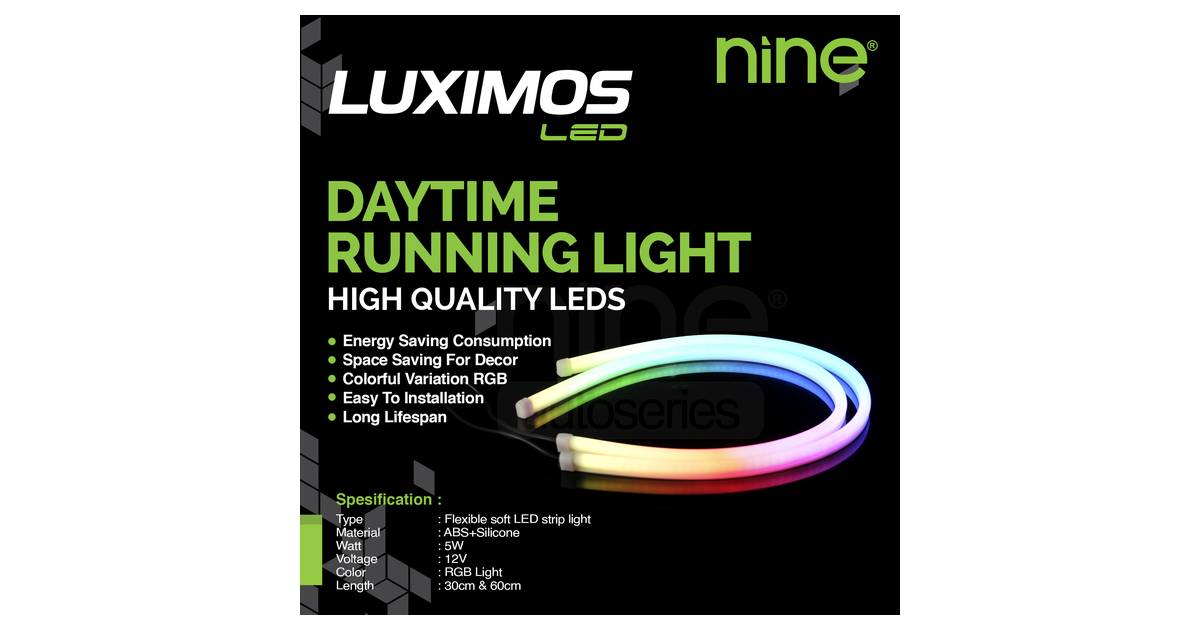 nine®
LUXIMOS
LED
DAYTIME
RUNNING LIGHT
HIGH QUALITY LEDS
nine®
autoseries
• Energy Saving Consumption
• Space Saving For Decor
• Colorful Variation RGB
• Easy To Installation
• Long Lifespan
Spesification :
Type : Flexible soft LED strip light
Material : ABS+Silicone
Watt : 5W
Voltage : 12V
Color : RGB Light
Length : 30cm & 60cm